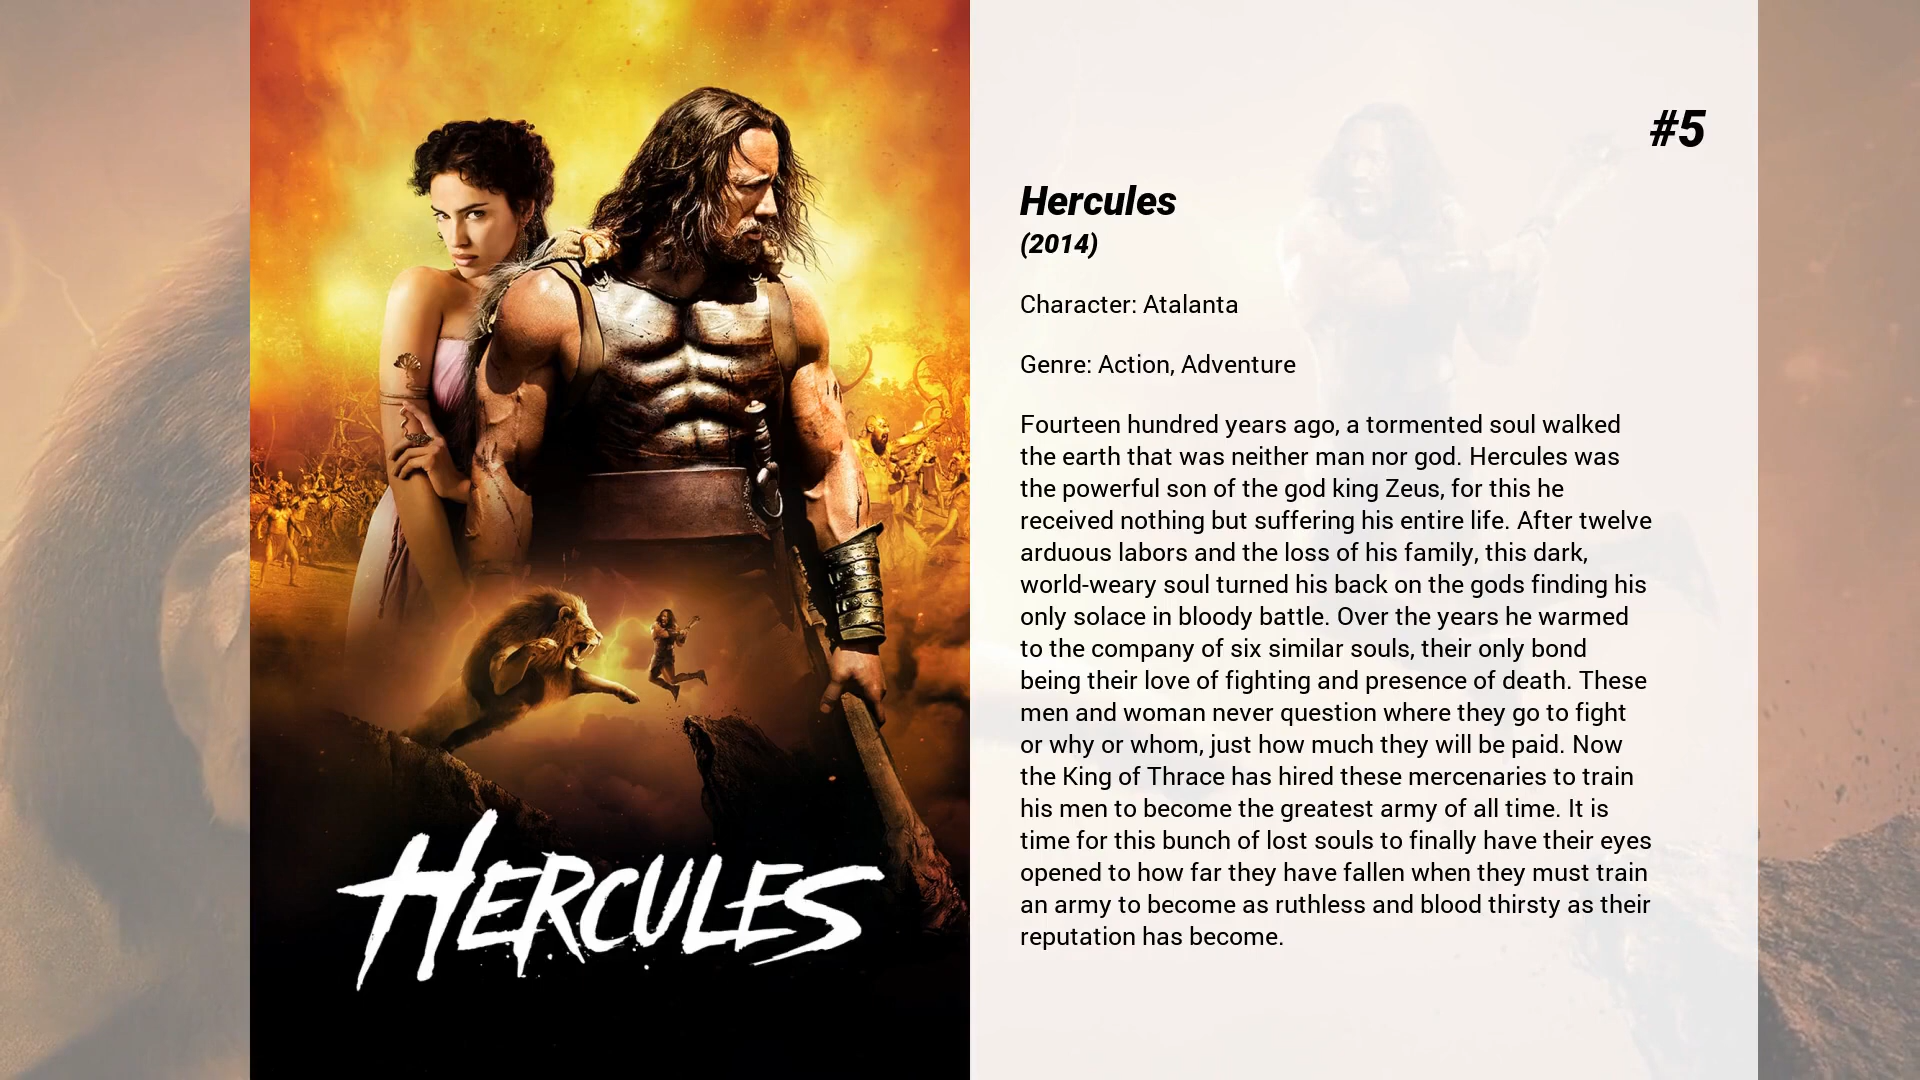 #5
Hercules
(2014)
Character: Atalanta
Genre: Action, Adventure
Fourteen hundred years ago, a tormented soul walked
the earth that was neither man nor god. Hercules was
the powerful son of the god king Zeus, for this he
received nothing but suffering his entire life. After twelve
arduous labors and the loss of his family, this dark,
world-weary soul turned his back on the gods finding his
only solace in bloody battle. Over the years he warmed
to the company of six similar souls, their only bond
being their love of fighting and presence of death. These
men and woman never question where they go to fight
or why or whom, just how much they will be paid. Now
the King of Thrace has hired these mercenaries to train
his men to become the greatest army of all time. It is
time for this bunch of lost souls to finally have their eyes
opened to how far they have fallen when they must train
an army to become as ruthless and blood thirsty as their
reputation has become.
HERCULES